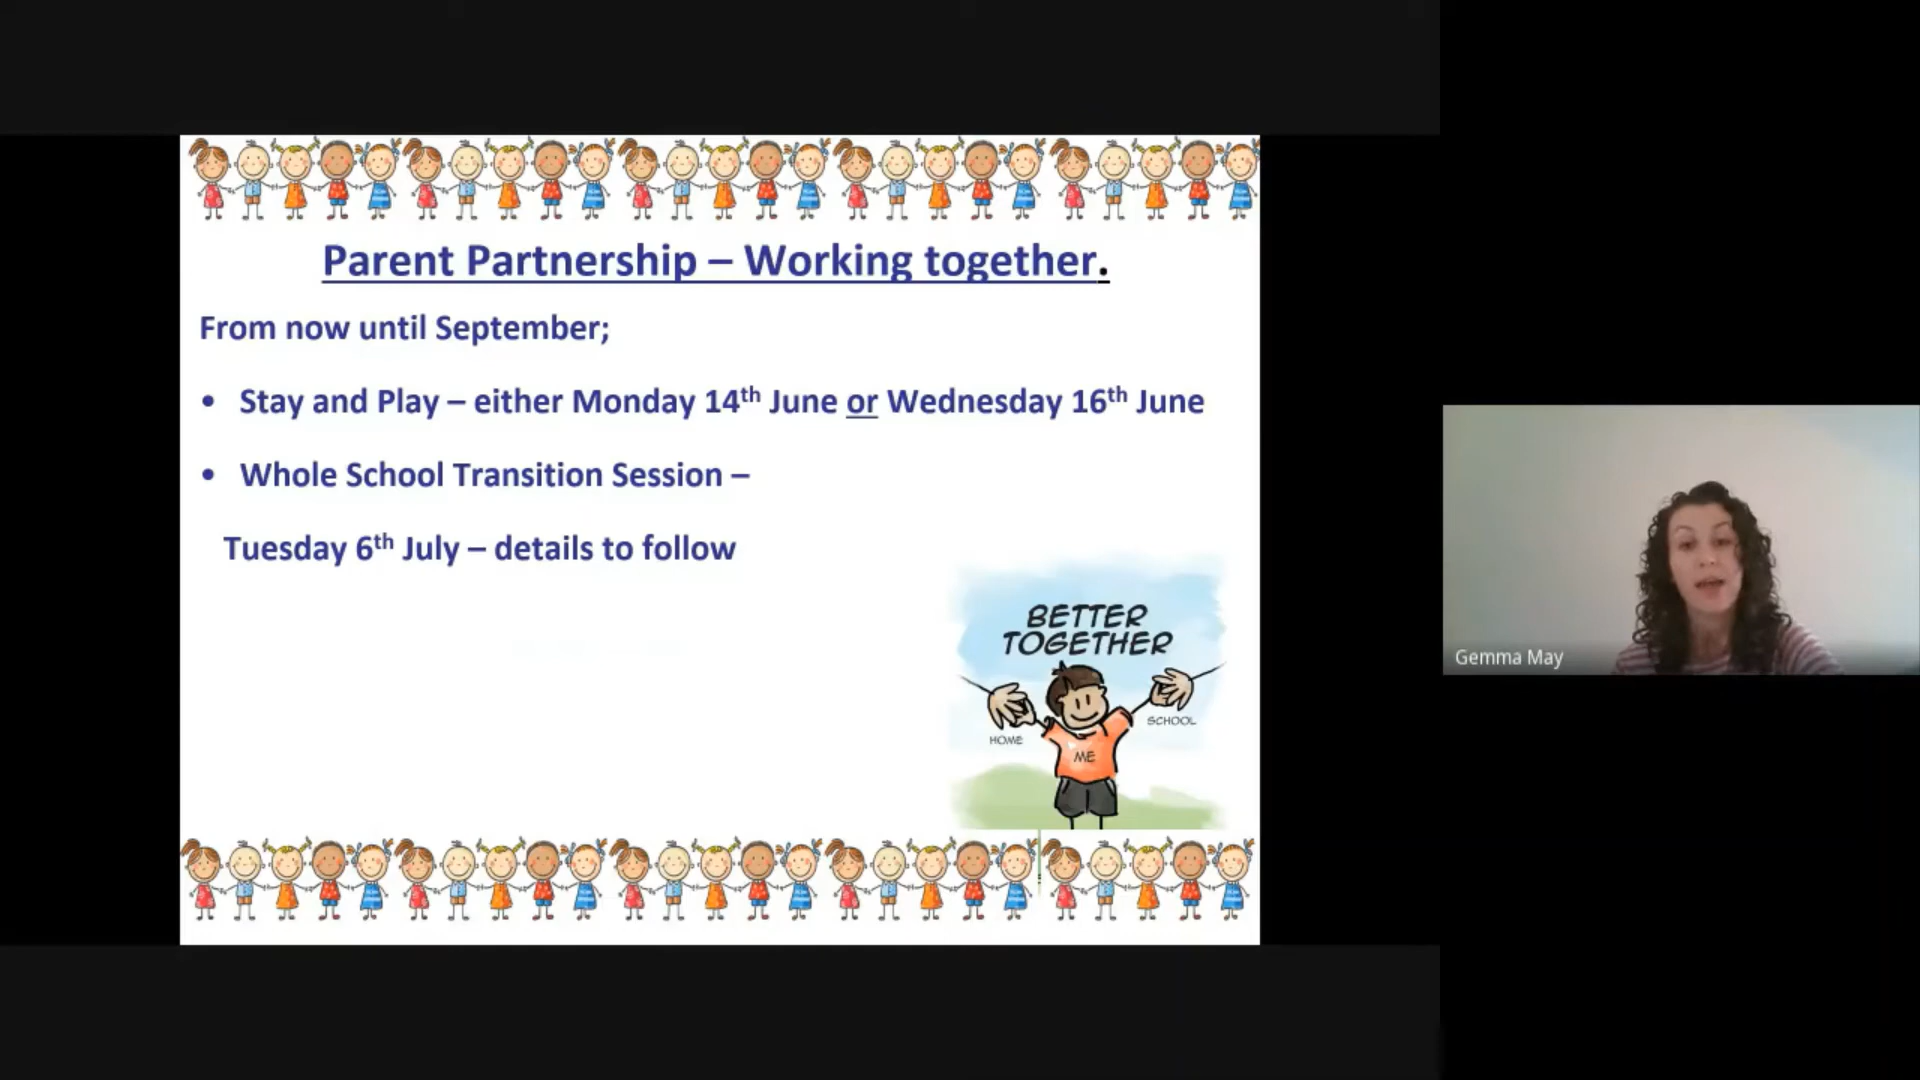 Parent Partnership – Working together.
From now until September;
• Stay and Play – either Monday 14th June or Wednesday 16th June
• Whole School Transition Session –
Tuesday 6th July – details to follow
BETTER
TOGETHER
SCHOOL
HOME
ME
Gemma May